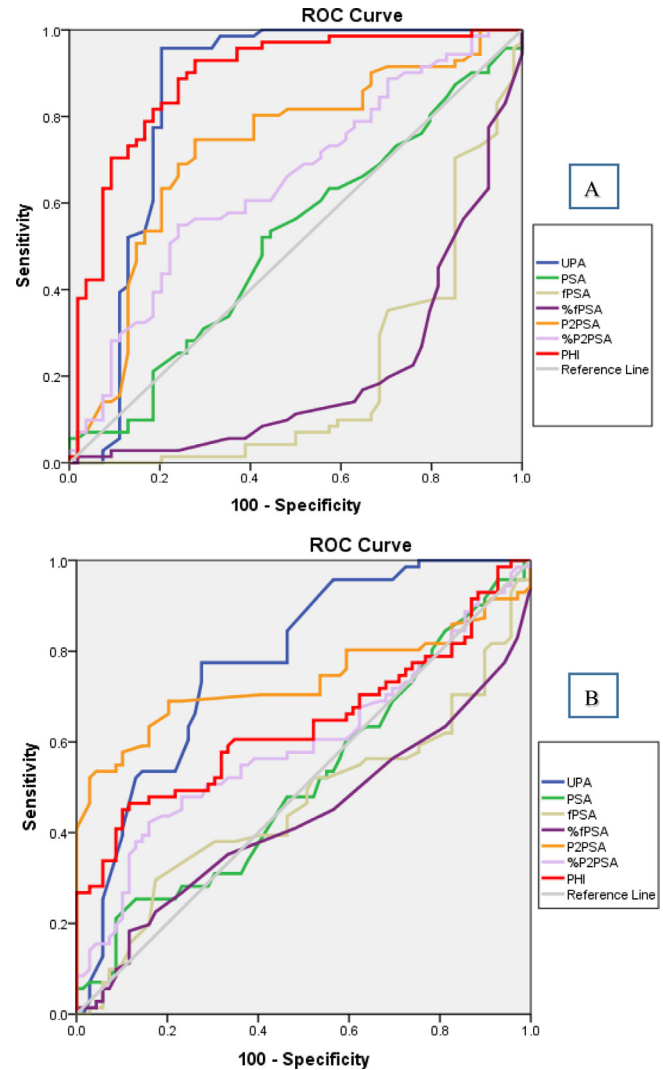 ROC Curve
1.0
0.8
0.6
0.4
0.2
0.0
Sensitivity
0.0 0.2 0.4 0.6 0.8 1.0
100 - Specificity
A
UPA
PSA
fPSA
%fPSA
P2PSA
%P2PSA
PHI
Reference Line
ROC Curve
1.0
0.8
0.6
0.4
0.2
0.0
Sensitivity
0.0 0.2 0.4 0.6 0.8 1.0
100 - Specificity
B
UPA
PSA
fPSA
%fPSA
P2PSA
%P2PSA
PHI
Reference Line